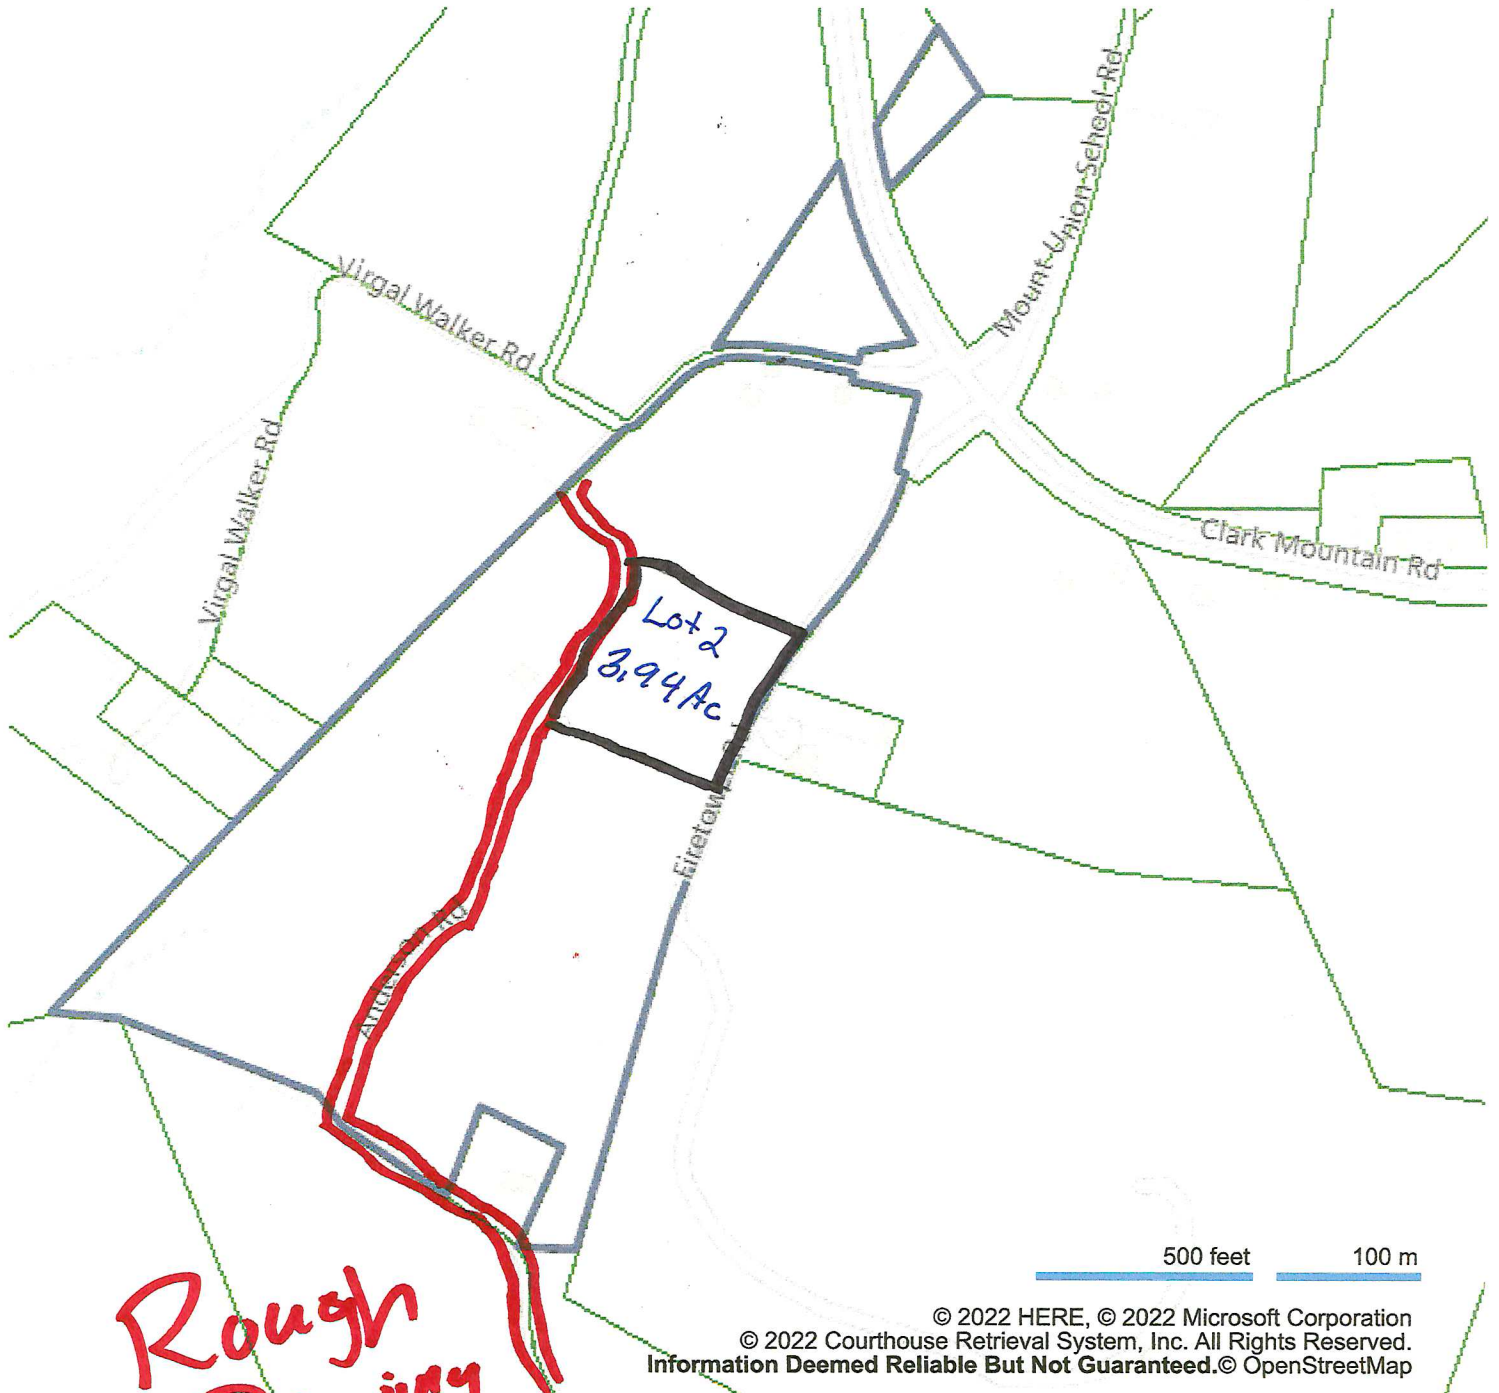 Mount Union School Rd
Virgal Walker Rd
Virgal Walker Rd
Clark Mountain Rd
Lot 2
3.94 Ac
Anderson Rd
500 feet 100 m
© 2022 HERE, © 2022 Microsoft Corporation
© 2022 Courthouse Retrieval System, Inc. All Rights Reserved.
Information Deemed Reliable But Not Guaranteed.© OpenStreetMap
Rough